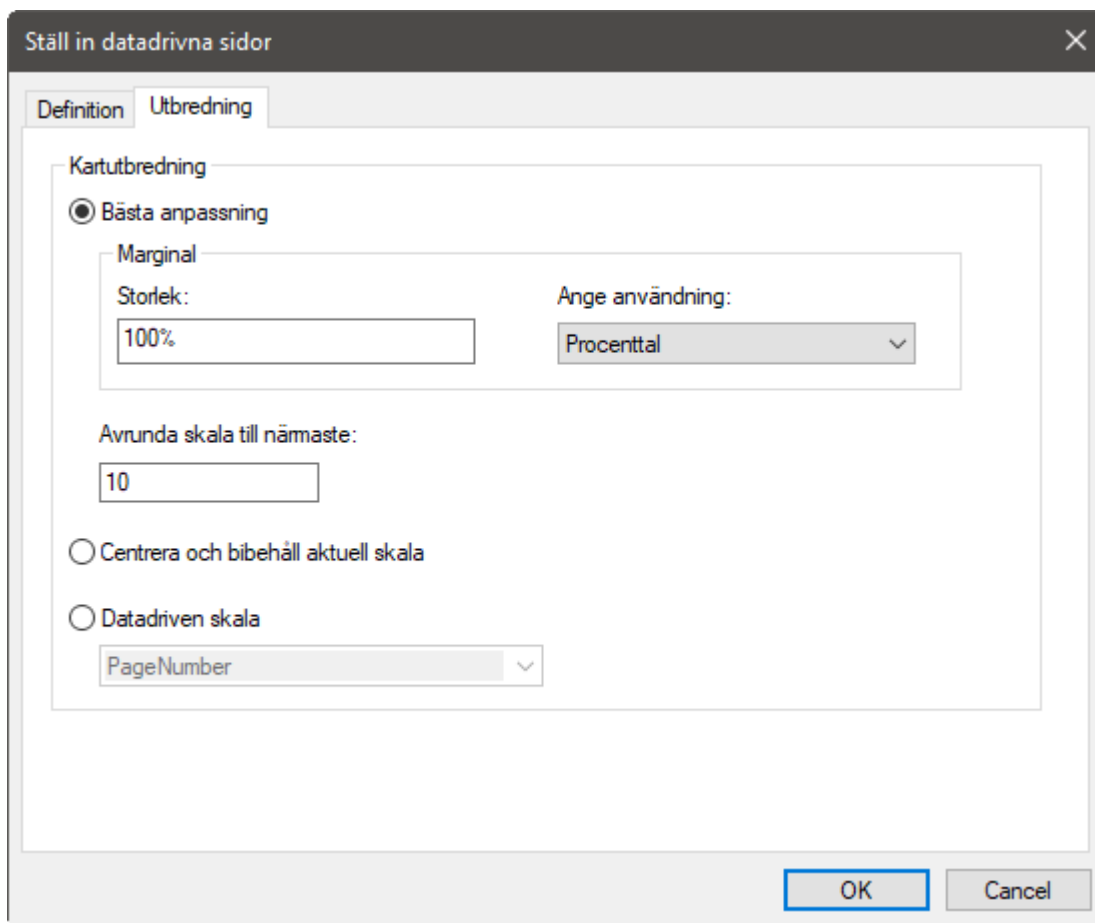 Ställ in datadrivna sidor
Definition Utbredning
Kartutbredning
Bästa anpassning
Marginal
Storlek: Ange användning:
100% Procenttal
Avrunda skala till närmaste:
10
Centrera och bibehåll aktuell skala
Datadriven skala
PageNumber
OK Cancel